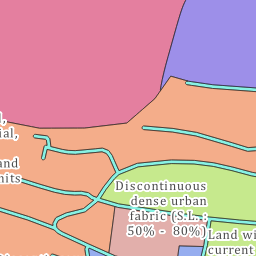 ial,
and
nits
Discontinuous
dense urban
fabric (S.L. :
50% - 80%)
Land wi
current